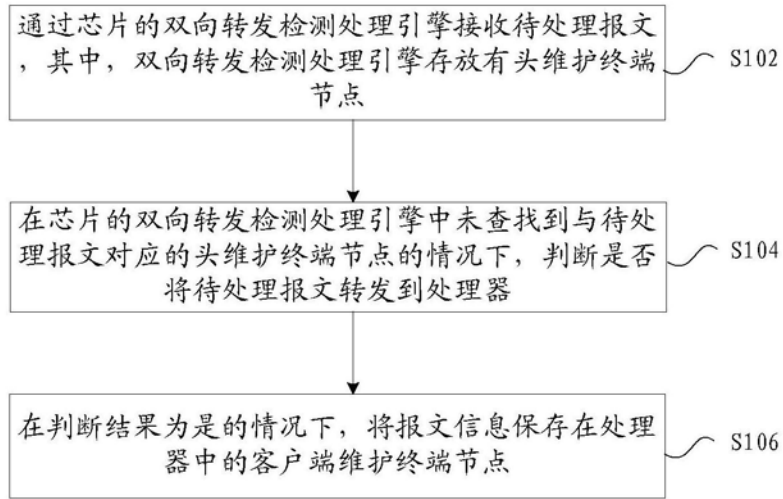 通过芯片的双向转发检测处理引擎接收待处理报文
，其中，双向转发检测处理引擎存放有头维护终端
节点
S102
在芯片的双向转发检测处理引擎中未查找到与待处
理报文对应的头维护终端节点的情况下，判断是否
将待处理报文转发到处理器
S104
在判断结果为是的情况下，将报文信息保存在处理
器中的客户端维护终端节点
S106